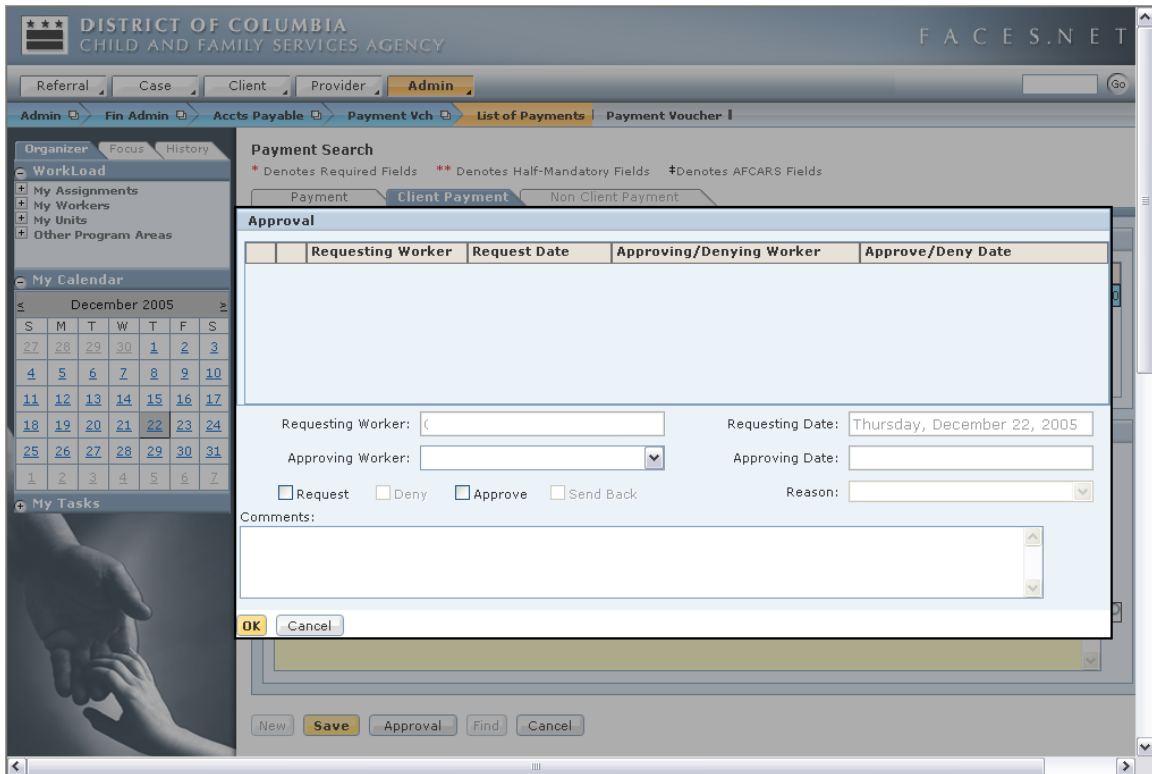 DISTRICT OF COLUMBIA
CHILD AND FAMILY SERVICES AGENCY
FACES.NET
Referral Case Client Provider Admin Go
Admin Fin Admin Accts Payable Payment Vch List of Payments Payment Voucher
Organizer Focus History
WorkLoad
My Assignments
My Workers
My Units
Other Program Areas
My Calendar
< December 2005 >
S M T W T F S
27 28 29 30 1 2 3
4 5 6 7 8 9 10
11 12 13 14 15 16 17
18 19 20 21 22 23 24
25 26 27 28 29 30 31
1 2 3 4 5 6 7
My Tasks
Payment Search
* Denotes Required Fields ** Denotes Half-Mandatory Fields ‡Denotes AFCARS Fields
Payment Client Payment Non Client Payment
Approval
Requesting Worker Request Date Approving/Denying Worker Approve/Deny Date
Requesting Worker: Requesting Date: Thursday, December 22, 2005
Approving Worker: Approving Date:
Request Deny Approve Send Back Reason:
Comments:
OK Cancel
New Save Approval Find Cancel